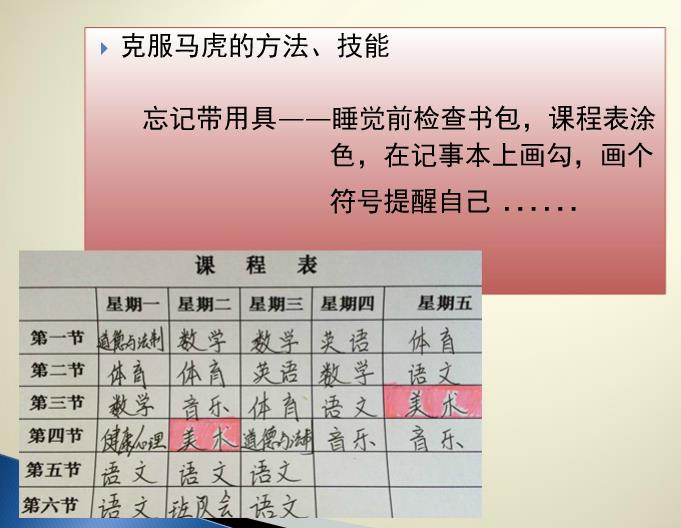 克服马虎的方法、技能
忘记带用具——睡觉前检查书包，课程表涂
色，在记事本上画勾，画个
符号提醒自己 ......
课 程 表
星期一 星期二 星期三 星期四 星期五
第一节 道德与法制 数学 数学 英语 体育
第二节 体育 体育 英语 数学 语文
第三节 数学 音乐 体育 语文 美术
第四节 健康心理 美术 道德与法制 音乐 音乐
第五节 语文 语文 语文
第六节 语文 班队会 语文